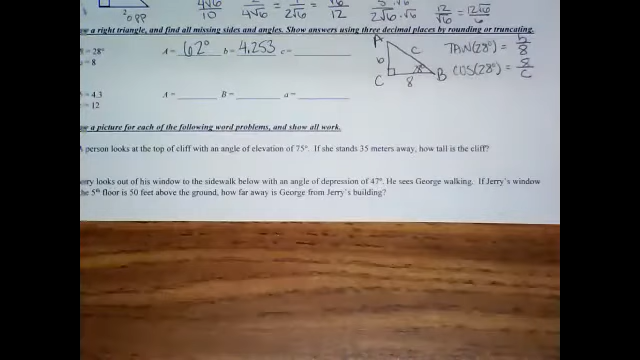 2 opp
4√6 2 = 1 = √6 3 · √6 12 = 12√6
10 4√6 2√6 12 2√6 · √6 √6 6
w a right triangle, and find all missing sides and angles. Show answers using three decimal places by rounding or truncating.
= 28° A = 62° b = 4.253 c =
= 8
A c b C 8 B
TAN(28°) = b/8
COS(28°) = 8/c
= 4.3 A = B = a =
= 12
w a picture for each of the following word problems, and show all work.
person looks at the top of cliff with an angle of elevation of 75°. If she stands 35 meters away, how tall is the cliff?
erry looks out of his window to the sidewalk below with an angle of depression of 47°. He sees George walking. If Jerry's window
he 5th floor is 50 feet above the ground, how far away is George from Jerry's building?